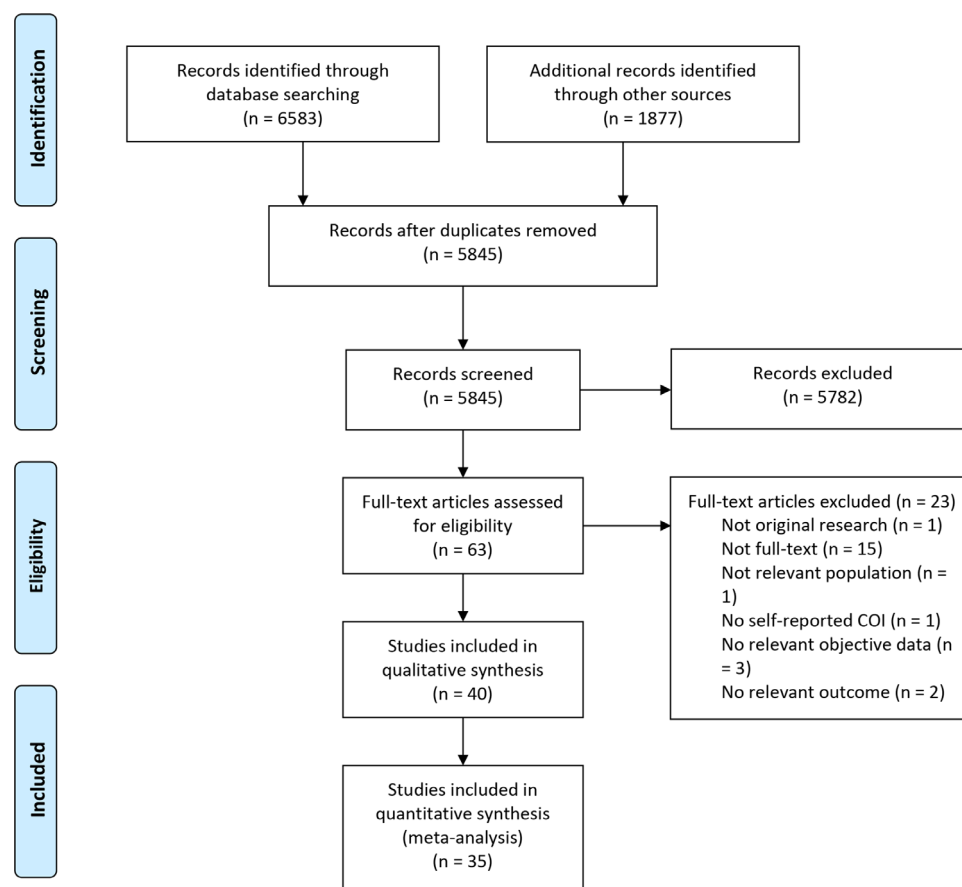 Identification
Records identified through
database searching
(n = 6583)
Additional records identified
through other sources
(n = 1877)
Records after duplicates removed
(n = 5845)
Screening
Records screened
(n = 5845)
Records excluded
(n = 5782)
Eligibility
Full-text articles assessed
for eligibility
(n = 63)
Full-text articles excluded (n = 23)
Not original research (n = 1)
Not full-text (n = 15)
Not relevant population (n =
1)
No self-reported COI (n = 1)
No relevant objective data (n
= 3)
No relevant outcome (n = 2)
Studies included in
qualitative synthesis
(n = 40)
Included
Studies included in
quantitative synthesis
(meta-analysis)
(n = 35)